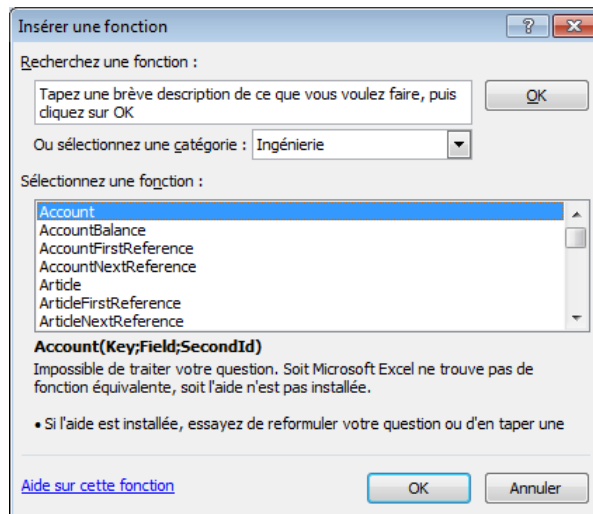 Insérer une fonction
Recherchez une fonction :
Tapez une brève description de ce que vous voulez faire, puis
cliquez sur OK
OK
Ou sélectionnez une catégorie : Ingénierie
Sélectionnez une fonction :
Account
AccountBalance
AccountFirstReference
AccountNextReference
Article
ArticleFirstReference
ArticleNextReference
Account(Key;Field;SecondId)
Impossible de traiter votre question. Soit Microsoft Excel ne trouve pas de
fonction équivalente, soit l'aide n'est pas installée.
• Si l'aide est installée, essayez de reformuler votre question ou d'en taper une
Aide sur cette fonction
OK
Annuler